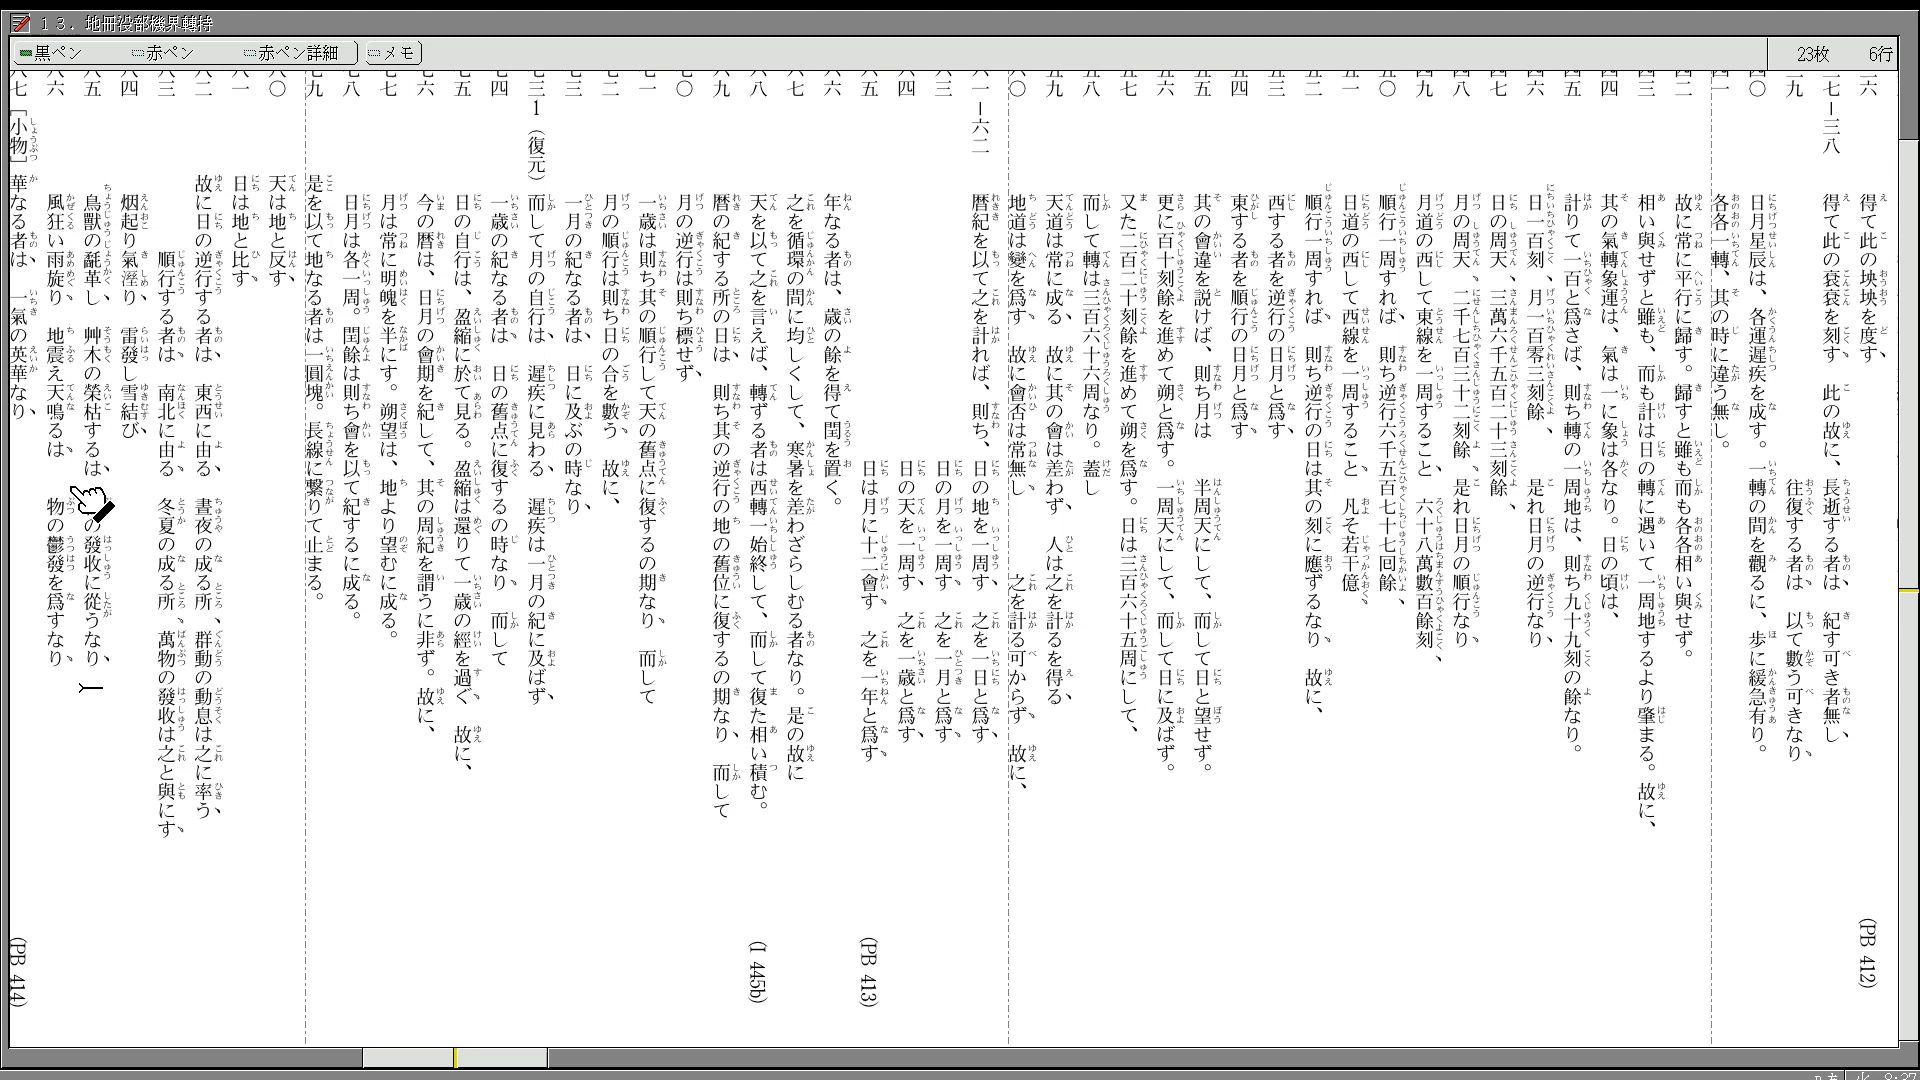 13．地冊没部機界轉持
黒ペン　赤ペン　赤ペン詳細　メモ　23枚　6行
六　得て此の坱坱を度す、　(PB 412)
七－三八　得て此の袞袞を刻す、此の故に、長逝する者は、紀す可き者無し、
九　往復する者は、以て數う可きなり、
〇　日月星辰は、各運遲疾を成す。一轉の間を觀るに、歩に緩急有り。
一　各各一轉、其の時に違う無し。
二　故に常に平行に歸す。歸すと雖も而も各各相い與せず。
三　相い與せずと雖も、而も計は日の轉に遇いて一周地するより肇まる。故に、
四　其の氣轉象運は、氣は一に象は各なり。日の頃は、
五　計りて一百と爲さば、則ち轉の一周地は、則ち九十九刻の餘なり。
六　日一百刻、月一百零三刻餘、是れ日月の逆行なり、
七　日の周天、三萬六千五百二十三刻餘、
八　月の周天、二千七百三十二刻餘、是れ日月の順行なり、
九　月道の西して東線を一周すること、六十八萬數百餘刻、
五〇　順行一周すれば、則ち逆行六千五百七十七回餘、
五一　日道の西して西線を一周すること、凡そ若干億、
五二　順行一周すれば、則ち逆行の日は其の刻に應ずるなり、故に、
五三　西する者を逆行の日月と爲す、
五四　東する者を順行の日月と爲す、
五五　其の會違を説けば、則ち月は、半周天にして、而して日と望せず。
五六　更に百十刻餘を進めて朔と爲す。一周天にして、而して日に及ばず。
五七　又た二百二十刻餘を進めて朔を爲す。日は三百六十五周にして、
五八　而して轉は三百六十六周なり。蓋し
五九　天道は常に成る、故に其の會は差わず、人は之を計るを得る、
六〇　地道は變を爲す、故に會否は常無し、之を計る可からず、故に、
六一－六二　暦紀を以て之を計れば、則ち、日の地を一周す、之を一日と爲す、
六三　日の月を一周す、之を一月と爲す、
六四　日の天を一周す、之を一歳と爲す、
六五　日は月に十二會す、之を一年と爲す、　(PB 413)
六六　年なる者は、歳の餘を得て閏を置く。
六七　之を循環の間に均しくして、寒暑を差わざらしむる者なり。是の故に
六八　天を以て之を言えば、轉ずる者は西轉一始終して、而して復た相い積む。　(I 445b)
六九　暦の紀する所の日は、則ち其の逆行の地の舊位に復するの期なり、而して
七〇　月の逆行は則ち標せず、
七一　一歳は則ち其の順行して天の舊点に復するの期なり、而して
七二　月の順行は則ち日の合を數う、故に、
七三　一月の紀なる者は、日に及ぶの時なり、
七三1（復元）　而して月の自行は、遲疾に見わる、遲疾は一月の紀に及ばず、
七四　一歳の紀なる者は、日の舊点に復するの時なり、而して
七五　日の自行は、盈縮に於て見る。盈縮は還りて一歳の經を過ぐ、故に、
七六　今の暦は、日月の會期を紀して、其の周紀を謂うに非ず。故に、
七七　月は常に明魄を半にす。朔望は、地より望むに成る。
七八　日月は各一周。閏餘は則ち會を以て紀するに成る。
七九　是を以て地なる者は一圓塊。長線に繋りて止まる。
八〇　天は地と反す、
八一　日は地と比す、
八二　故に日の逆行する者は、東西に由る、晝夜の成る所、群動の動息は之に率う、
八三　順行する者は、南北に由る、冬夏の成る所、萬物の發收は之と與にす、
八四　烟起り氣溼り、雷發し雪結び、
八五　鳥獸の毛革し、艸木の榮枯するは、の發收に從うなり、
八六　風狂い雨旋り、地震え天鳴るは、物の鬱發を爲すなり、
八七［小物］　華なる者は、一氣の英華なり、　(PB 414)